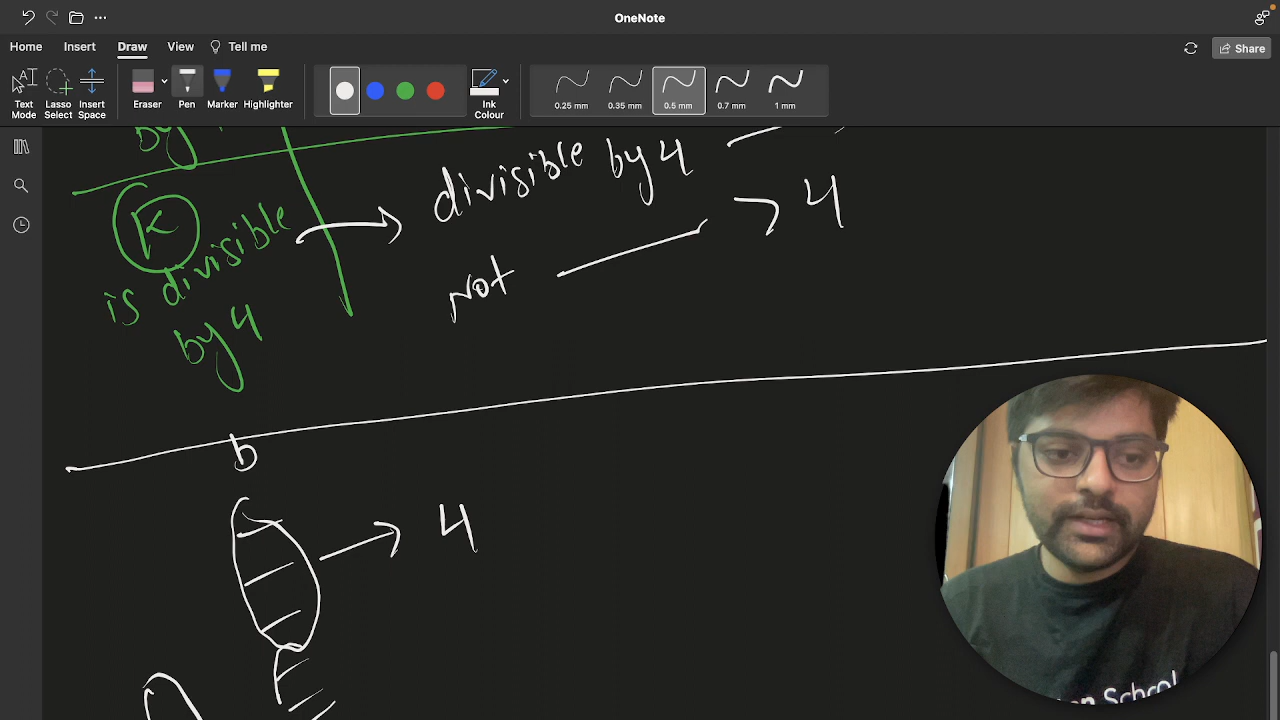 OneNote
Home Insert Draw View Tell me
Share
Text Mode
Lasso Select
Insert Space
Eraser
Pen
Marker
Highlighter
Ink Colour
0.25 mm
0.35 mm
0.5 mm
0.7 mm
1 mm
by
K
is divisible
by 4
divisible by 4
not > 4
b
4
School